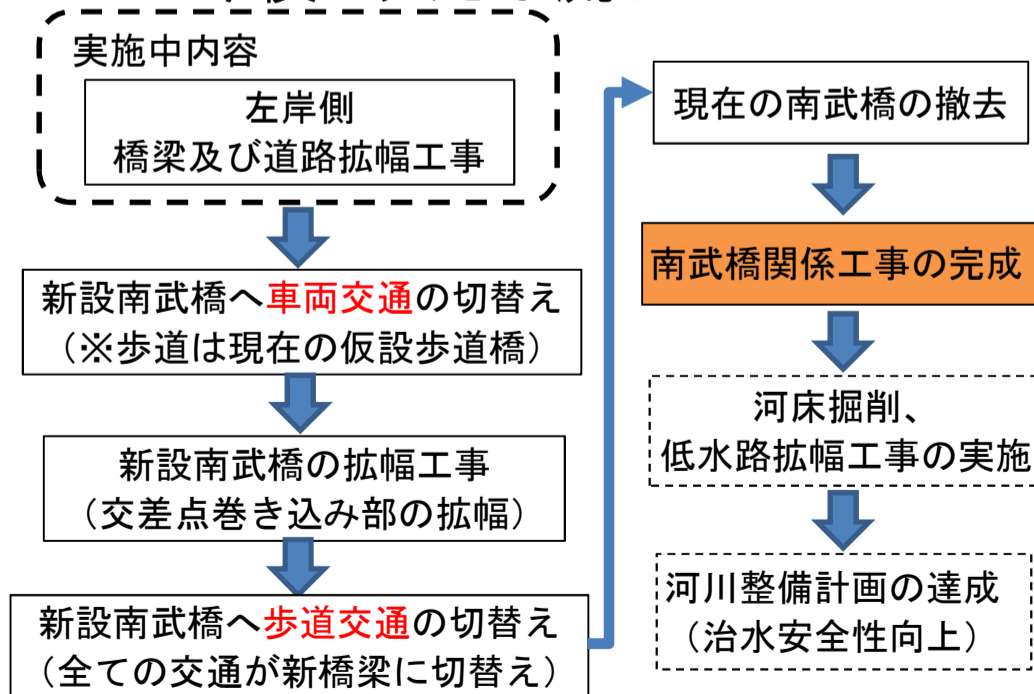 実施中内容
左岸側
橋梁及び道路拡幅工事
新設南武橋へ車両交通の切替え
（※歩道は現在の仮設歩道橋）
新設南武橋の拡幅工事
（交差点巻き込み部の拡幅）
新設南武橋へ歩道交通の切替え
（全ての交通が新橋梁に切替え）
現在の南武橋の撤去
南武橋関係工事の完成
河床掘削、
低水路拡幅工事の実施
河川整備計画の達成
（治水安全性向上）